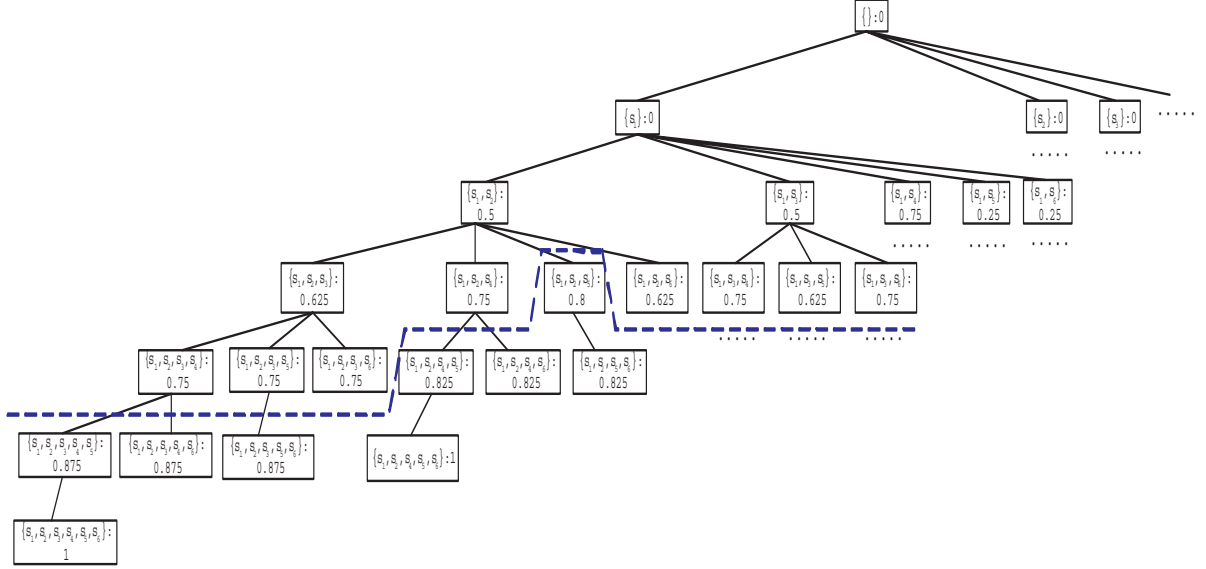 {}:0
{s₁}:0
{s₂}:0
{s₃}:0
.....
.....
.....
{s₁,s₂}:
0.5
{s₁,s₃}:
0.5
{s₁,s₄}:
0.75
{s₁,s₅}:
0.25
{s₁,s₆}:
0.25
.....
.....
.....
{s₁,s₂,s₃}:
0.625
{s₁,s₂,s₄}:
0.75
{s₁,s₂,s₅}:
0.8
{s₁,s₂,s₆}:
0.625
{s₁,s₃,s₄}:
0.75
{s₁,s₃,s₅}:
0.625
{s₁,s₃,s₆}:
0.75
.....
.....
.....
{s₁,s₂,s₃,s₄}:
0.75
{s₁,s₂,s₃,s₅}:
0.75
{s₁,s₂,s₃,s₆}:
0.75
{s₁,s₂,s₄,s₅}:
0.825
{s₁,s₂,s₄,s₆}:
0.825
{s₁,s₂,s₅,s₆}:
0.825
{s₁,s₂,s₃,s₄,s₅}:
0.875
{s₁,s₂,s₃,s₄,s₆}:
0.875
{s₁,s₂,s₃,s₅,s₆}:
0.875
{s₁,s₂,s₄,s₅,s₆}:1
{s₁,s₂,s₃,s₄,s₅,s₆}:
1